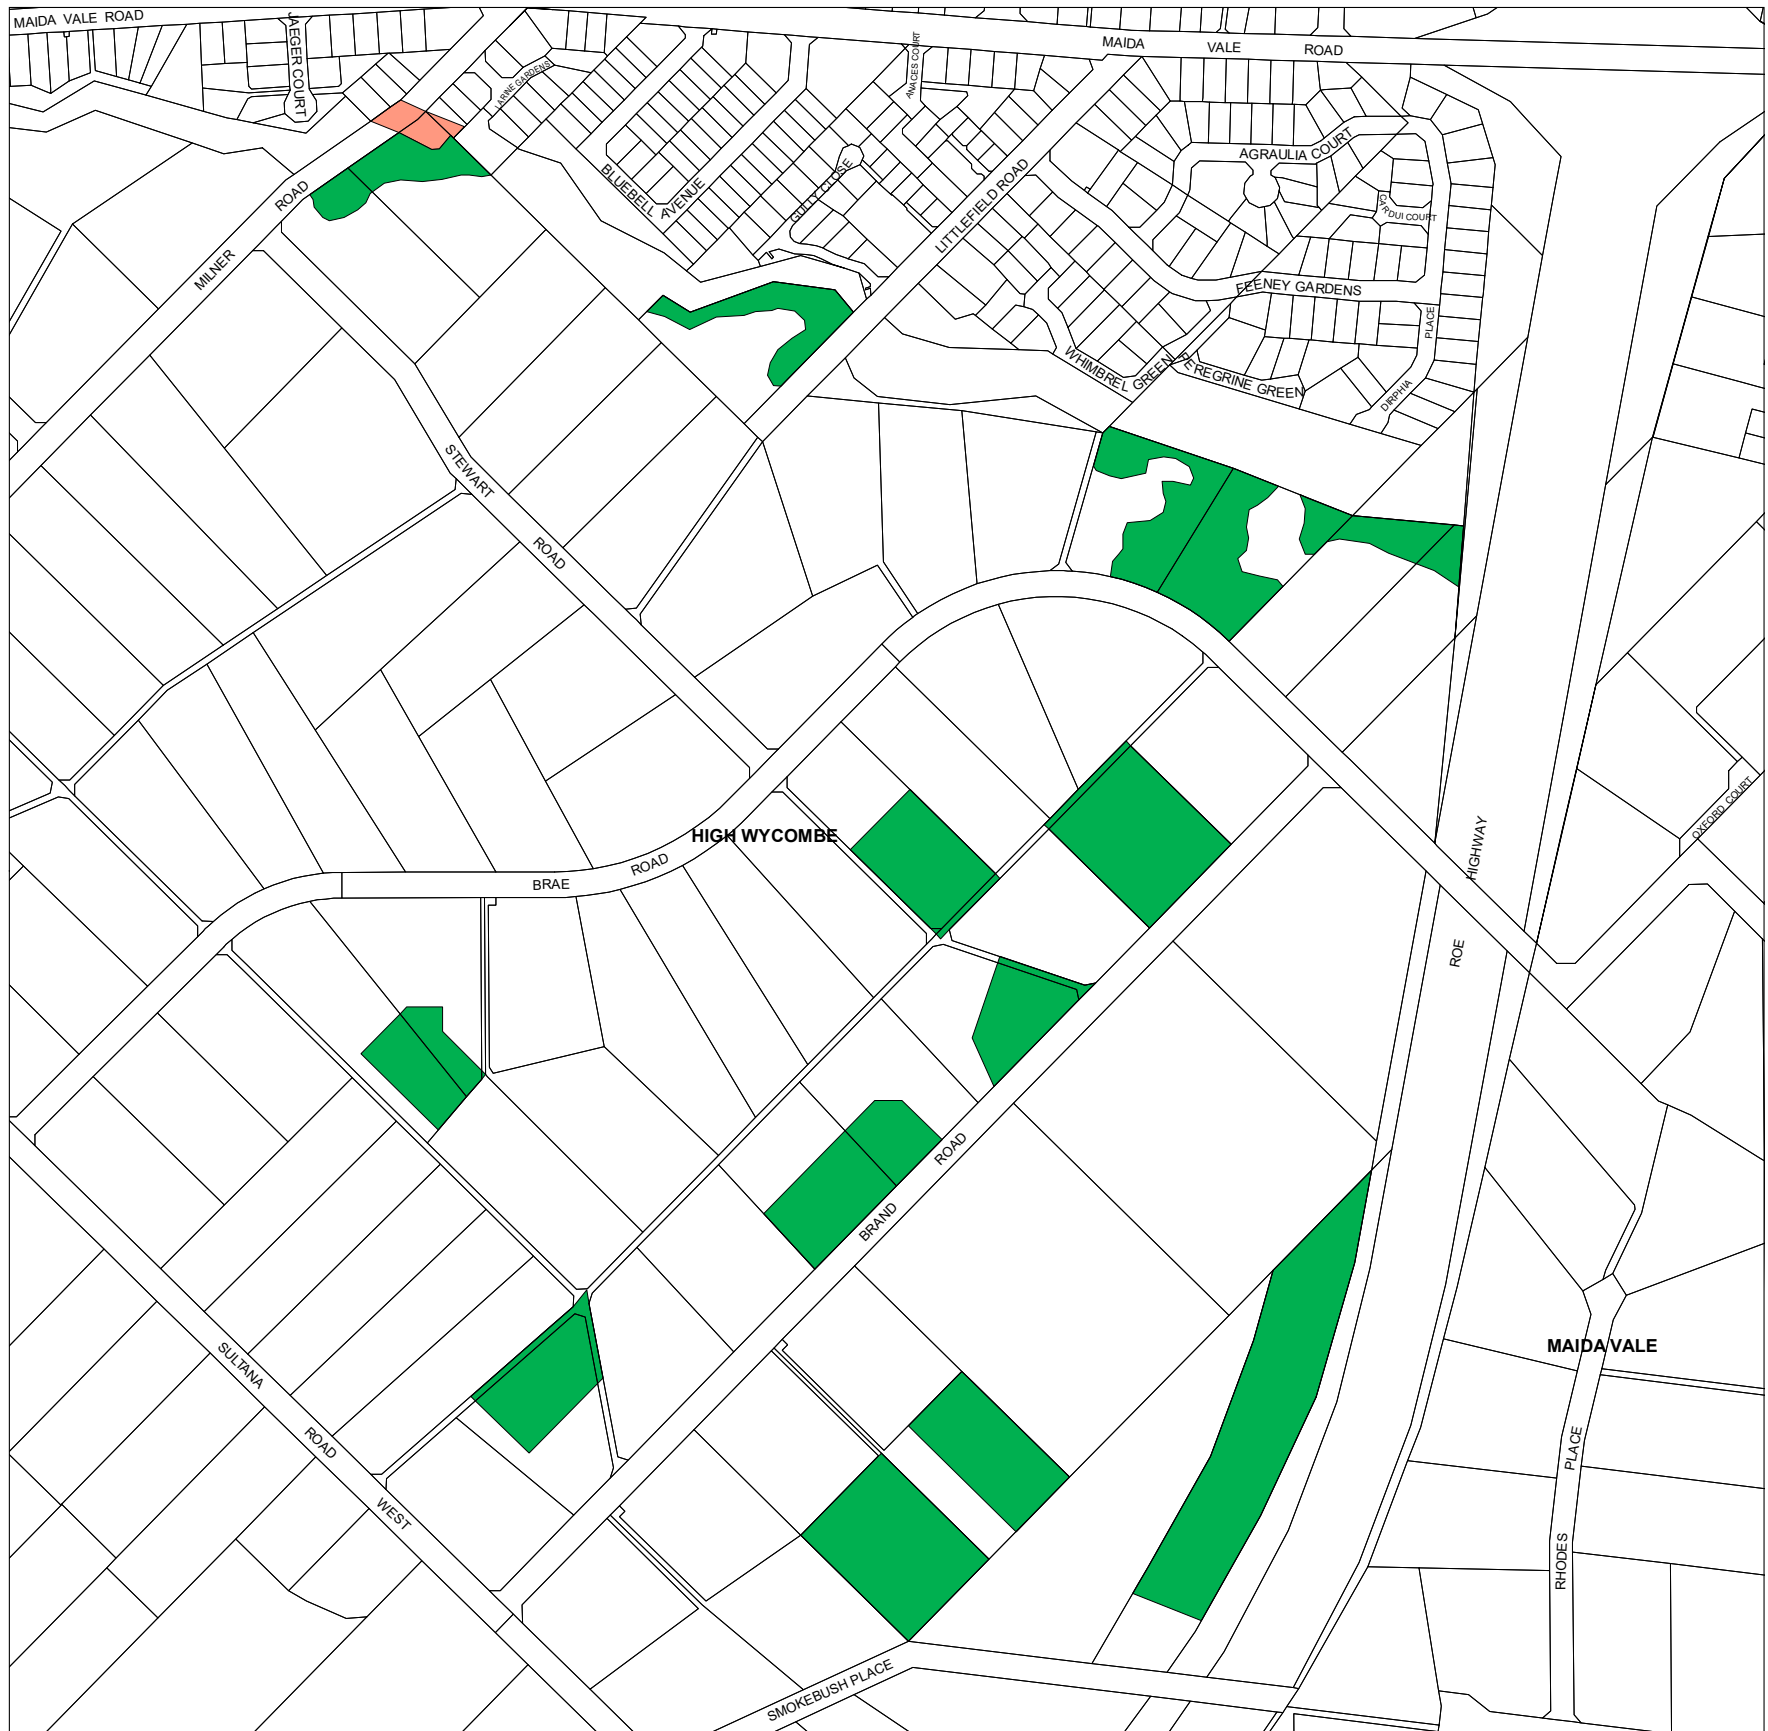 MAIDA VALE ROAD
JAEGER COURT
LARINE GARDENS
ANACES COURT
MAIDA VALE ROAD
AGRAULIA COURT
CARDUI COURT
BLUEBELL AVENUE
GULLY CLOSE
LITTLEFIELD ROAD
MILNER ROAD
FEENEY GARDENS
WHIMBREL GREEN
PEREGRINE GREEN
DIRPHIA PLACE
STEWART ROAD
HIGH WYCOMBE
BRAE ROAD
ROE HIGHWAY
OXFORD COURT
BRAND ROAD
SULTANA ROAD WEST
MAIDA VALE
RHODES PLACE
SMOKEBUSH PLACE